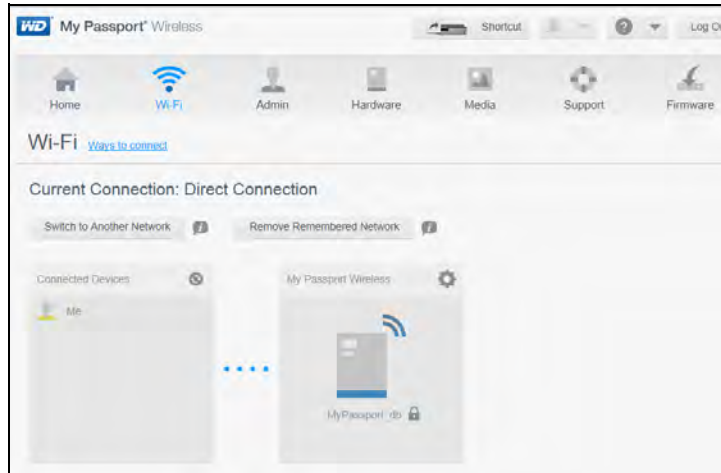 WD My Passport® Wireless
Shortcut
?
Log O
Home
Wi-Fi
Admin
Hardware
Media
Support
Firmware
Wi-Fi Ways to connect
Current Connection: Direct Connection
Switch to Another Network
Remove Remembered Network
Connected Devices
My Passport Wireless
Me
MyPassport db